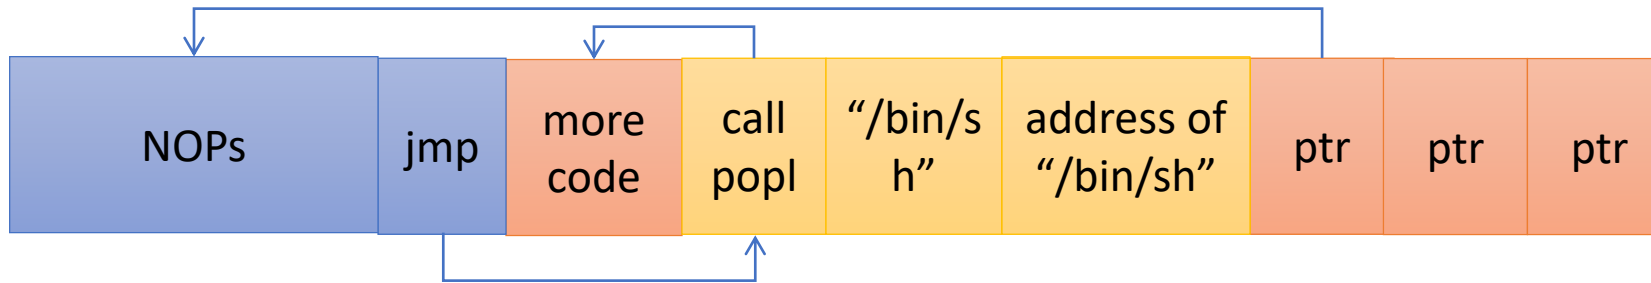 NOPs
jmp
more
code
call
popl
“/bin/s
h”
address of
“/bin/sh”
ptr
ptr
ptr